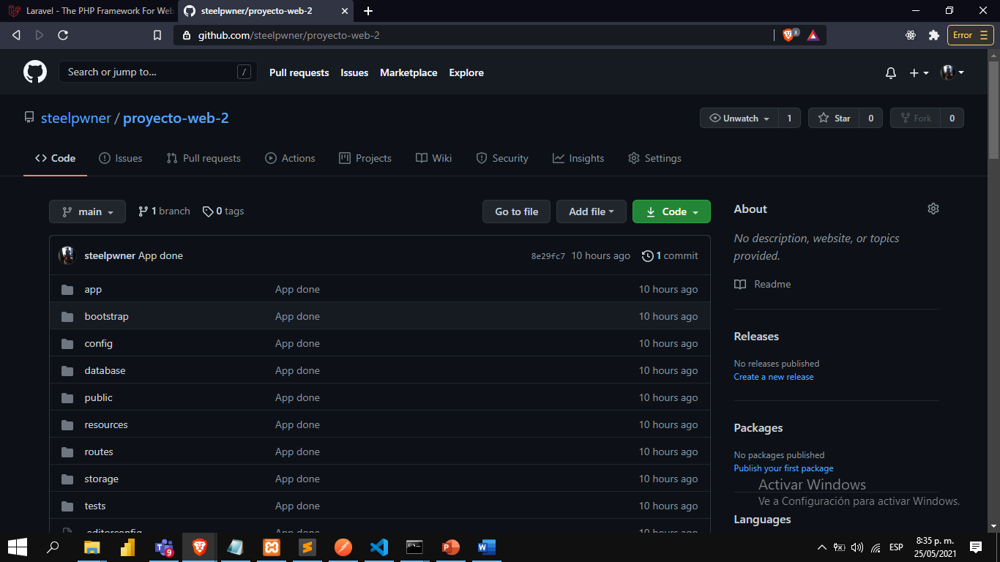 Laravel - The PHP Framework For Web
steelpwner/proyecto-web-2
github.com/steelpwner/proyecto-web-2
3
Error
Search or jump to...
/
Pull requests Issues Marketplace Explore
steelpwner / proyecto-web-2
Unwatch 1 Star 0 Fork 0
Code Issues Pull requests Actions Projects Wiki Security Insights Settings
main 1 branch 0 tags Go to file Add file Code
steelpwner App done 8e29fc7 10 hours ago 1 commit
app App done 10 hours ago
bootstrap App done 10 hours ago
config App done 10 hours ago
database App done 10 hours ago
public App done 10 hours ago
resources App done 10 hours ago
routes App done 10 hours ago
storage App done 10 hours ago
tests App done 10 hours ago
.editorconfig App done 10 hours ago
About
No description, website, or topics
provided.
Readme
Releases
No releases published
Create a new release
Packages
No packages published
Publish your first package
Activar Windows
Ve a Configuración para activar Windows.
Languages
9
ESP
8:35 p. m.
25/05/2021